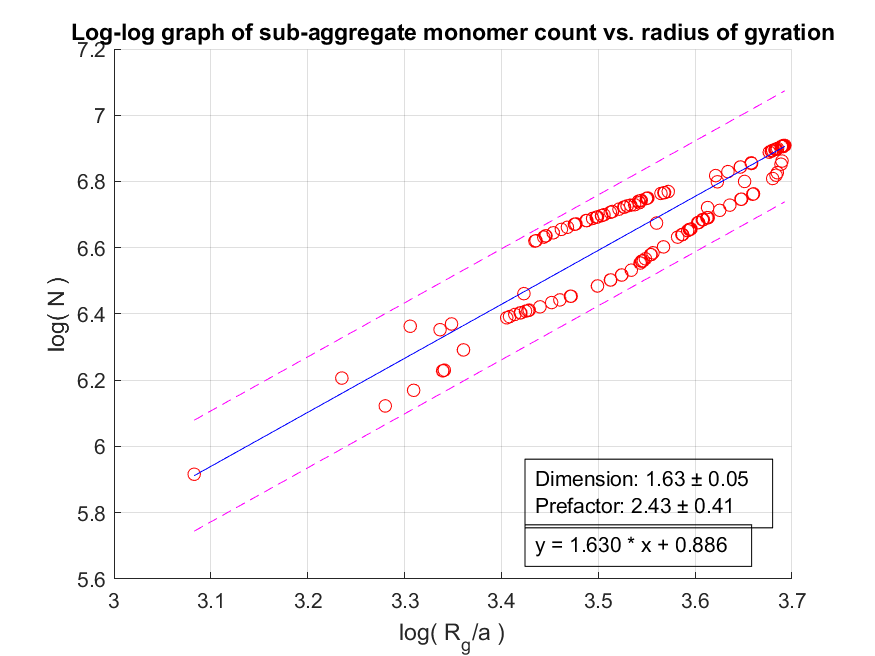 Log-log graph of sub-aggregate monomer count vs. radius of gyration
7.2
7
6.8
6.6
6.4
6.2
6
5.8
5.6
log( N )
Dimension: 1.63 ± 0.05
Prefactor: 2.43 ± 0.41
y = 1.630 * x + 0.886
3 3.1 3.2 3.3 3.4 3.5 3.6 3.7
log( R_g/a )